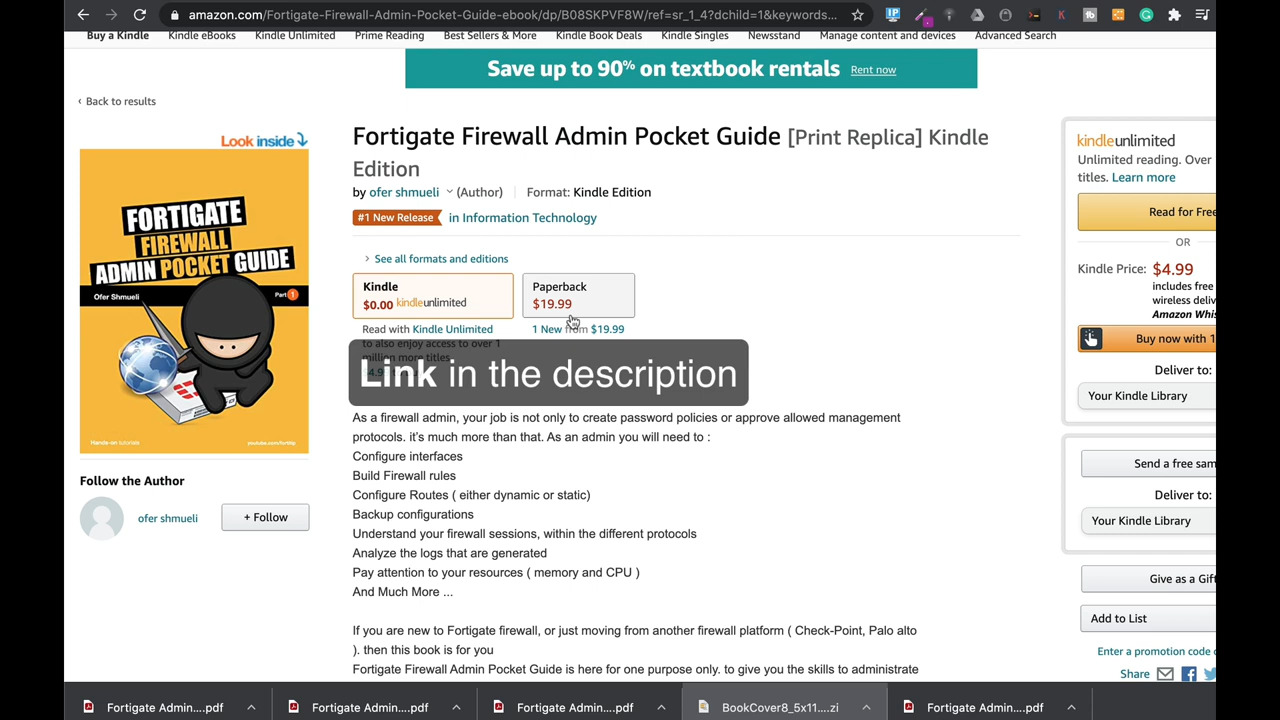 amazon.com/Fortigate-Firewall-Admin-Pocket-Guide-ebook/dp/B08SKPVF8W/ref=sr_1_4?dchild=1&keywords...
Buy a Kindle Kindle eBooks Kindle Unlimited Prime Reading Best Sellers & More Kindle Book Deals Kindle Singles Newsstand Manage content and devices Advanced Search
Save up to 90% on textbook rentals Rent now
‹ Back to results
Look inside
FORTIGATE
FIREWALL
ADMIN POCKET GUIDE
Ofer Shmueli
Part 1
Hands-on tutorials
Fortigate Firewall Admin Pocket Guide [Print Replica] Kindle
Edition
by ofer shmueli (Author) Format: Kindle Edition
#1 New Release in Information Technology
› See all formats and editions
Kindle
$0.00 kindleunlimited
Paperback
$19.99
Read with Kindle Unlimited
to also enjoy access to over 1
million more titles
1 New from $19.99
Link in the description
As a firewall admin, your job is not only to create password policies or approve allowed management
protocols. it's much more than that. As an admin you will need to :
Configure interfaces
Build Firewall rules
Configure Routes ( either dynamic or static)
Backup configurations
Understand your firewall sessions, within the different protocols
Analyze the logs that are generated
Pay attention to your resources ( memory and CPU )
And Much More ...
If you are new to Fortigate firewall, or just moving from another firewall platform ( Check-Point, Palo alto
). then this book is for you
Fortigate Firewall Admin Pocket Guide is here for one purpose only. to give you the skills to administrate
Follow the Author
ofer shmueli
+ Follow
kindleunlimited
Unlimited reading. Over
titles. Learn more
Read for Free
OR
Kindle Price: $4.99
includes free
wireless deliv
Amazon Whis
Buy now with 1
Deliver to:
Your Kindle Library
Send a free sam
Deliver to:
Your Kindle Library
Give as a Gift
Add to List
Enter a promotion code o
Share
Fortigate Admin....pdf
Fortigate Admin....pdf
Fortigate Admin....pdf
BookCover8_5x11....zi
Fortigate Admin....pdf